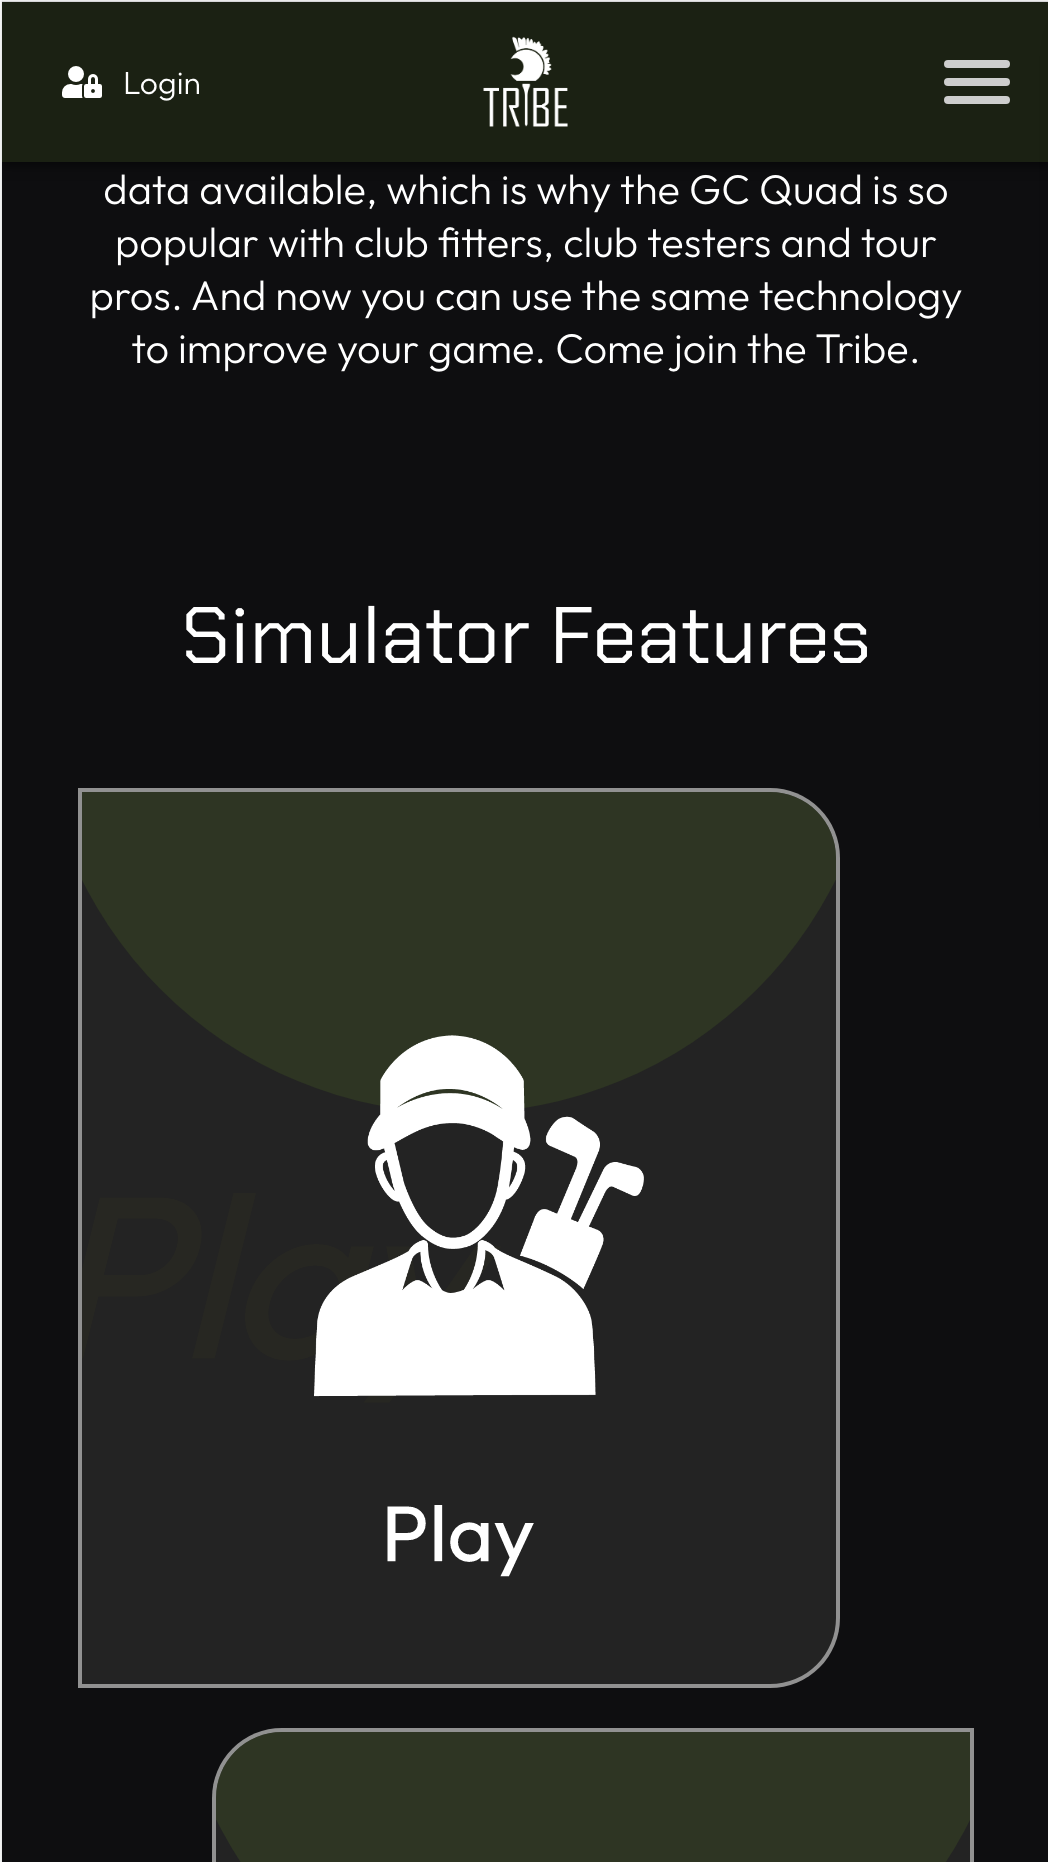 Login
TRIBE
data available, which is why the GC Quad is so
popular with club fitters, club testers and tour
pros. And now you can use the same technology
to improve your game. Come join the Tribe.
Simulator Features
Play
Play